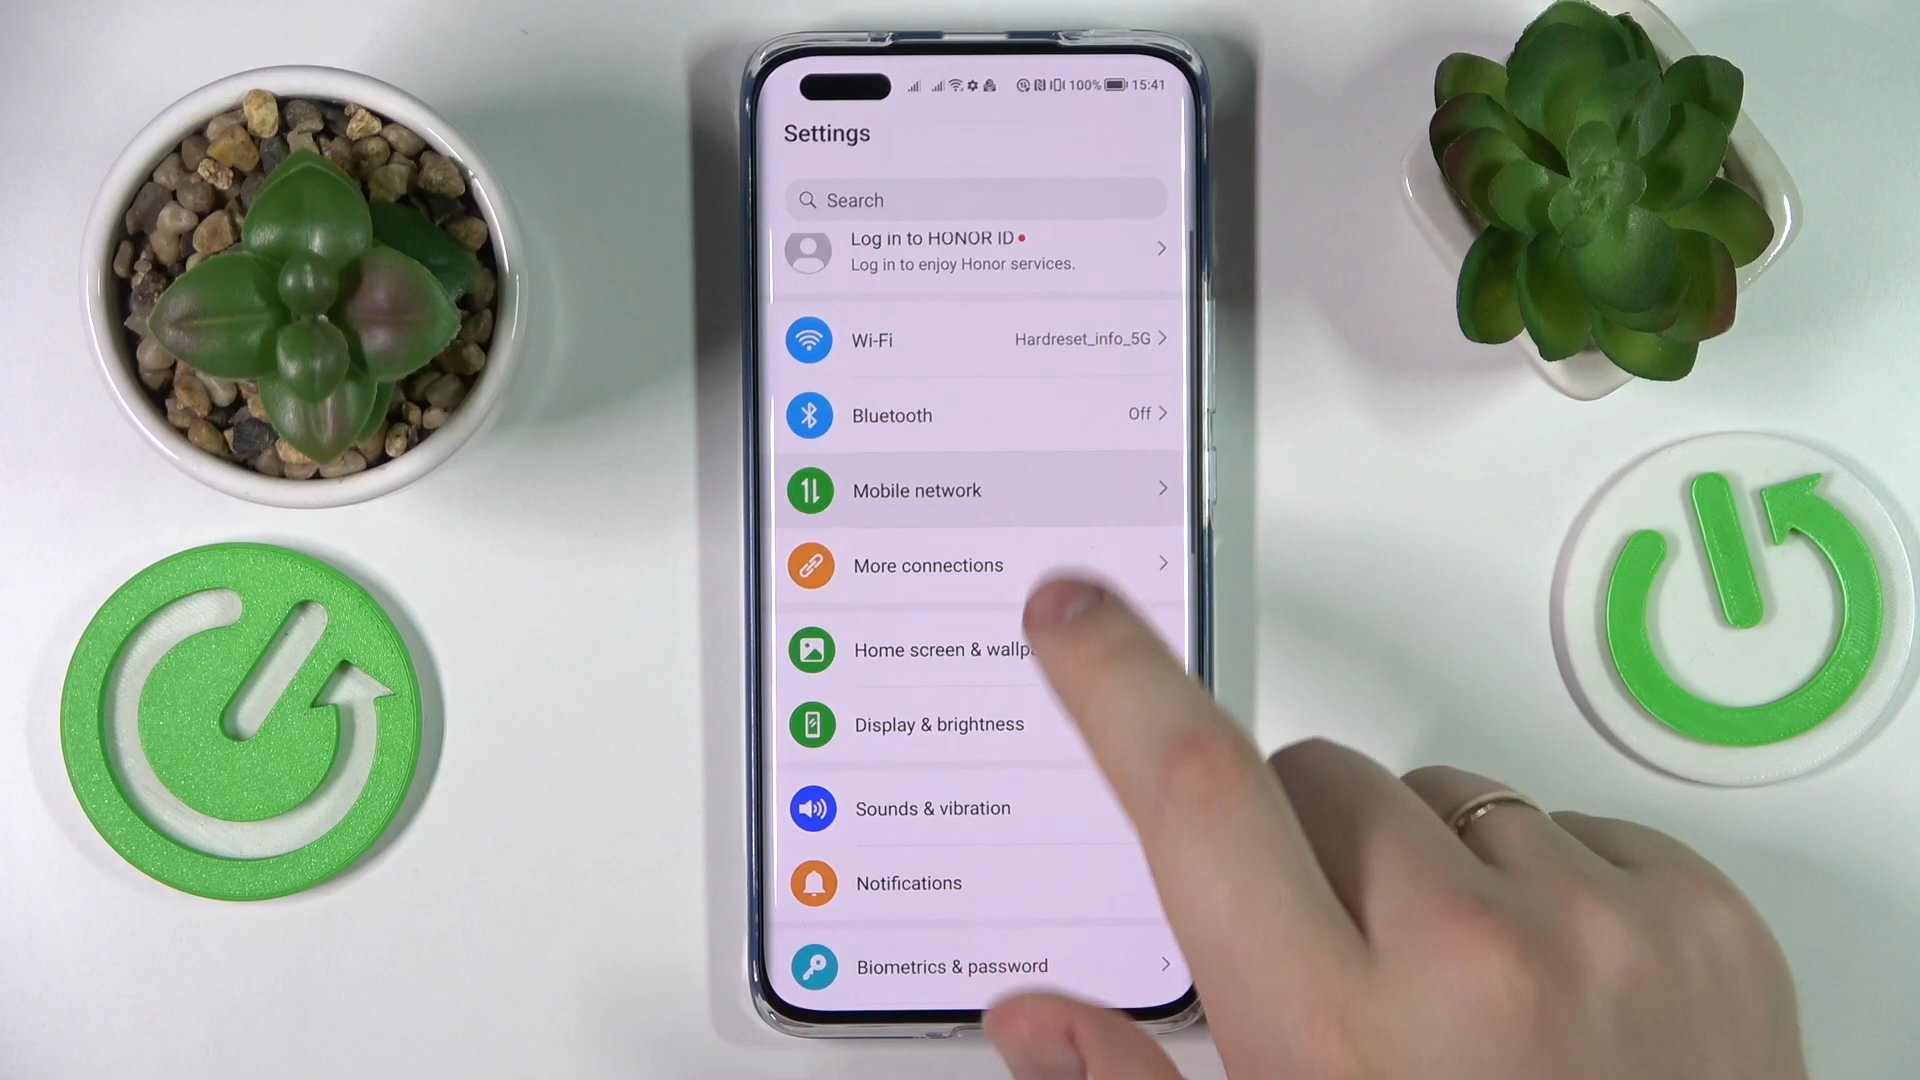 100% 15:41
Settings
Search
Log in to HONOR ID
Log in to enjoy Honor services.
Wi-Fi Hardreset_info_5G
Bluetooth Off
Mobile network
More connections
Home screen &
Display & brightness
Sounds & vibration
Notifications
Biometrics & password